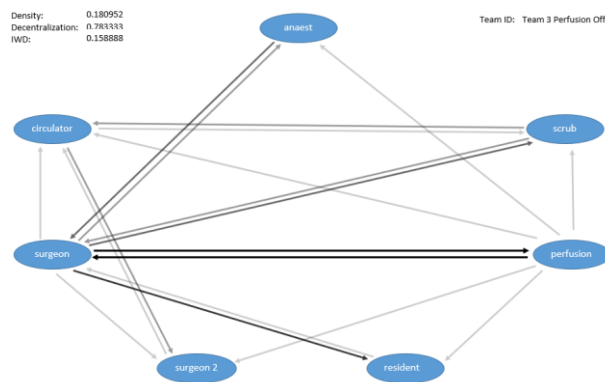 Density: 0.180952
Decentralization: 0.783333
IWD: 0.158888
Team ID: Team 3 Perfusion Off
anaest
circulator
scrub
surgeon
perfusion
surgeon 2
resident